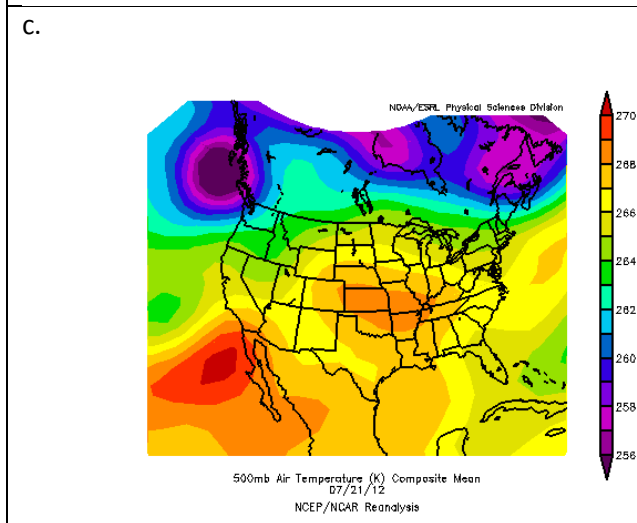 C.
NOAA/ESRL Physical Sciences Division
270
268
266
264
262
260
258
256
500mb Air Temperature (K) Composite Mean
07/21/12
NCEP/NCAR Reanalysis